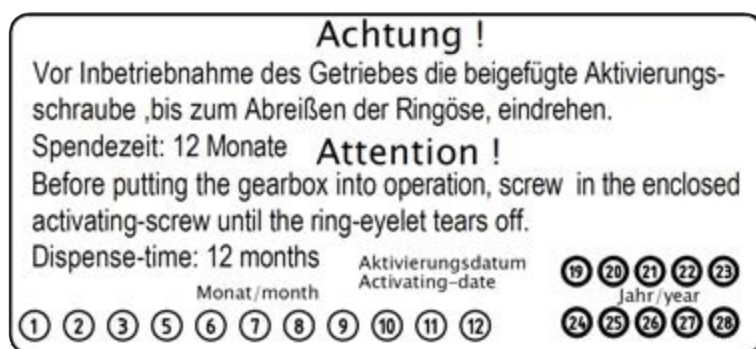 Achtung !
Vor Inbetriebnahme des Getriebes die beigefügte Aktivierungs-
schraube ,bis zum Abreißen der Ringöse, eindrehen.
Spendezeit: 12 Monate
Attention !
Before putting the gearbox into operation, screw in the enclosed
activating-screw until the ring-eyelet tears off.
Dispense-time: 12 months
Aktivierungsdatum
Activating-date
Monat/month
1 2 3 5 6 7 8 9 10 11 12
19 20 21 22 23
Jahr/year
24 25 26 27 28